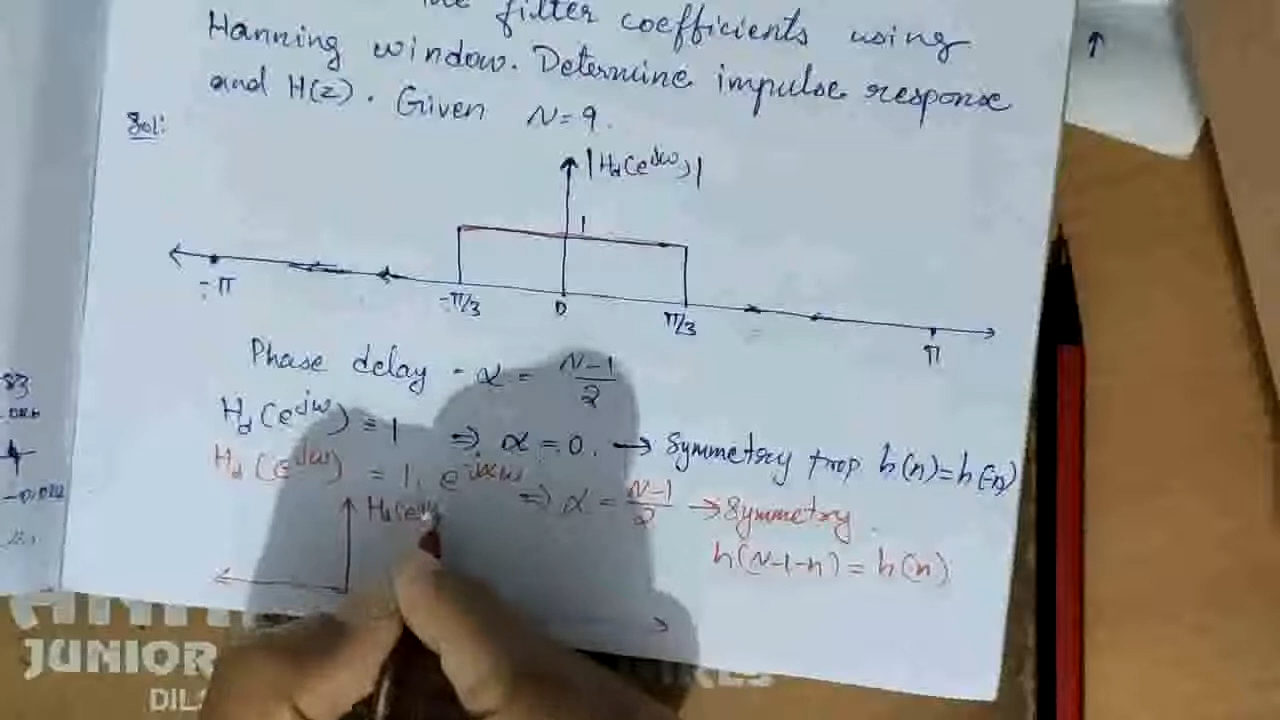 filter coefficients using
Hanning window. Determine impulse response
and H(z). Given N=9.
Sol:
|Hd(e^jω)|
1
-π
-π/3
0
π/3
π
Phase delay - α = N-1/2
Hd(e^jω) = 1 ⇒ α = 0. → Symmetry prop h(n)=h(-n)
Hd(e^jω) = 1. e^-jαω ⇒ α = N-1/2 → Symmetry
h(N-1-n) = h(n)
JUNIOR